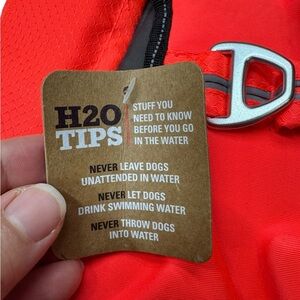 H2O
TIPS
STUFF YOU
NEED TO KNOW
BEFORE YOU GO
IN THE WATER
NEVER LEAVE DOGS
UNATTENDED IN WATER
NEVER LET DOGS
DRINK SWIMMING WATER
NEVER THROW DOGS
INTO WATER